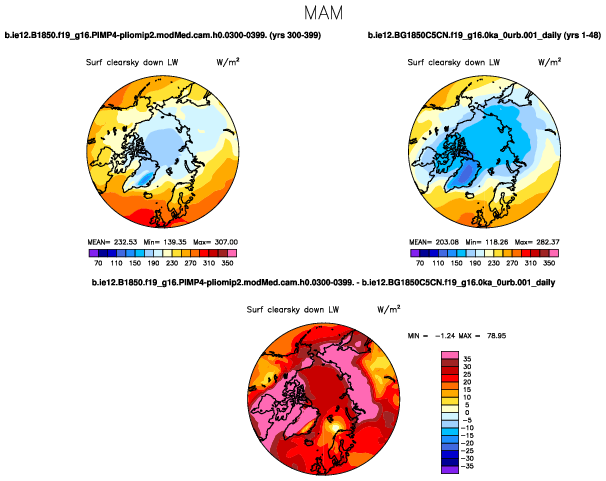 MAM
b.ie12.B1850.f19_g16.PIMP4-pliomip2.modMed.cam.h0.0300-0399. (yrs 300-399)
b.ie12.BG1850C5CN.f19_g16.0ka_0urb.001_daily (yrs 1-48)
Surf clearsky down LW W/m²
Surf clearsky down LW W/m²
MEAN= 232.53 Min= 139.35 Max= 307.00
MEAN= 203.08 Min= 118.26 Max= 282.37
70 110 150 190 230 270 310 350
70 110 150 190 230 270 310 350
b.ie12.B1850.f19_g16.PIMP4-pliomip2.modMed.cam.h0.0300-0399. - b.ie12.BG1850C5CN.f19_g16.0ka_0urb.001_daily
Surf clearsky down LW W/m²
MIN = -1.24 MAX = 78.95
35
30
25
20
15
10
5
0
-5
-10
-15
-20
-25
-30
-35